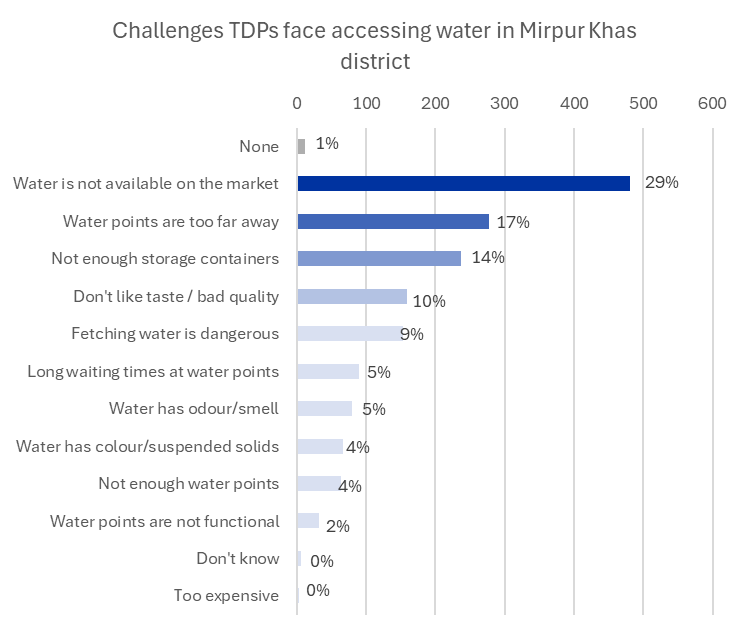 Challenges TDPs face accessing water in Mirpur Khas
district
0 100 200 300 400 500 600
None 1%
Water is not available on the market 29%
Water points are too far away 17%
Not enough storage containers 14%
Don't like taste / bad quality 10%
Fetching water is dangerous 9%
Long waiting times at water points 5%
Water has odour/smell 5%
Water has colour/suspended solids 4%
Not enough water points 4%
Water points are not functional 2%
Don't know 0%
Too expensive 0%